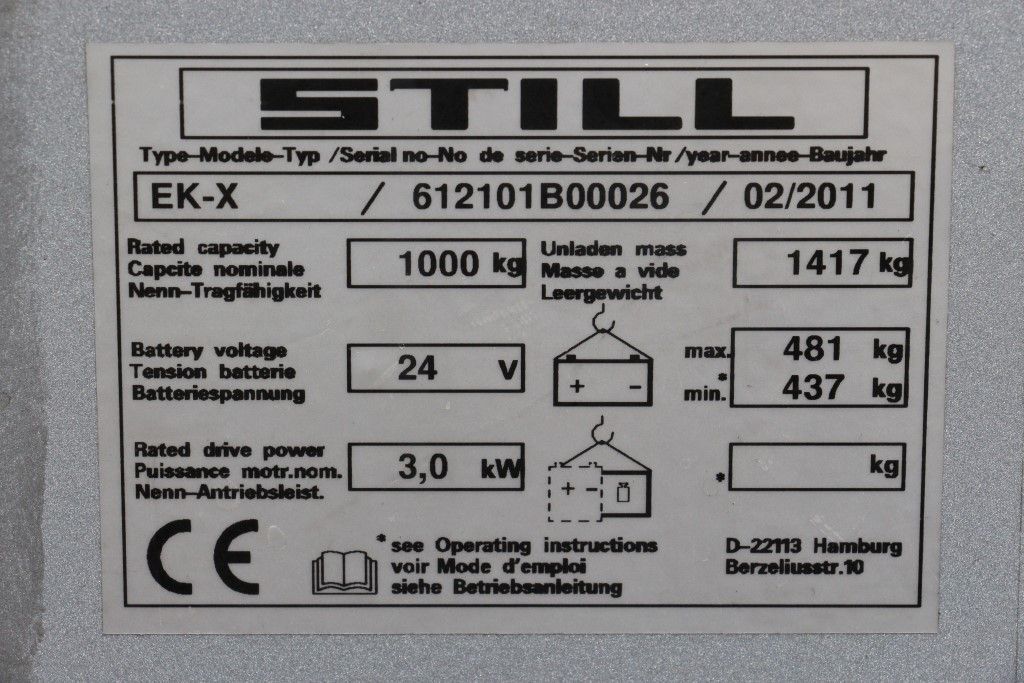 STILL
Type-Modele-Typ /Serial no-No de serie-Serien-Nr /year-annee-Baujahr
EK-X / 612101B00026 / 02/2011
Rated capacity
Capcite nominale
Nenn-Tragfähigkeit
1000 kg
Unladen mass
Masse a vide
Leergewicht
1417 kg
Battery voltage
Tension batterie
Batteriespannung
24 V
+ -
max. 481 kg
*min. 437 kg
Rated drive power
Puissance motr.nom.
Nenn-Antriebsleist.
3,0 kW
+ -
* kg
CE
* see Operating instructions
voir Mode d'emploi
siehe Betriebsanleitung
D-22113 Hamburg
Berzeliusstr.10